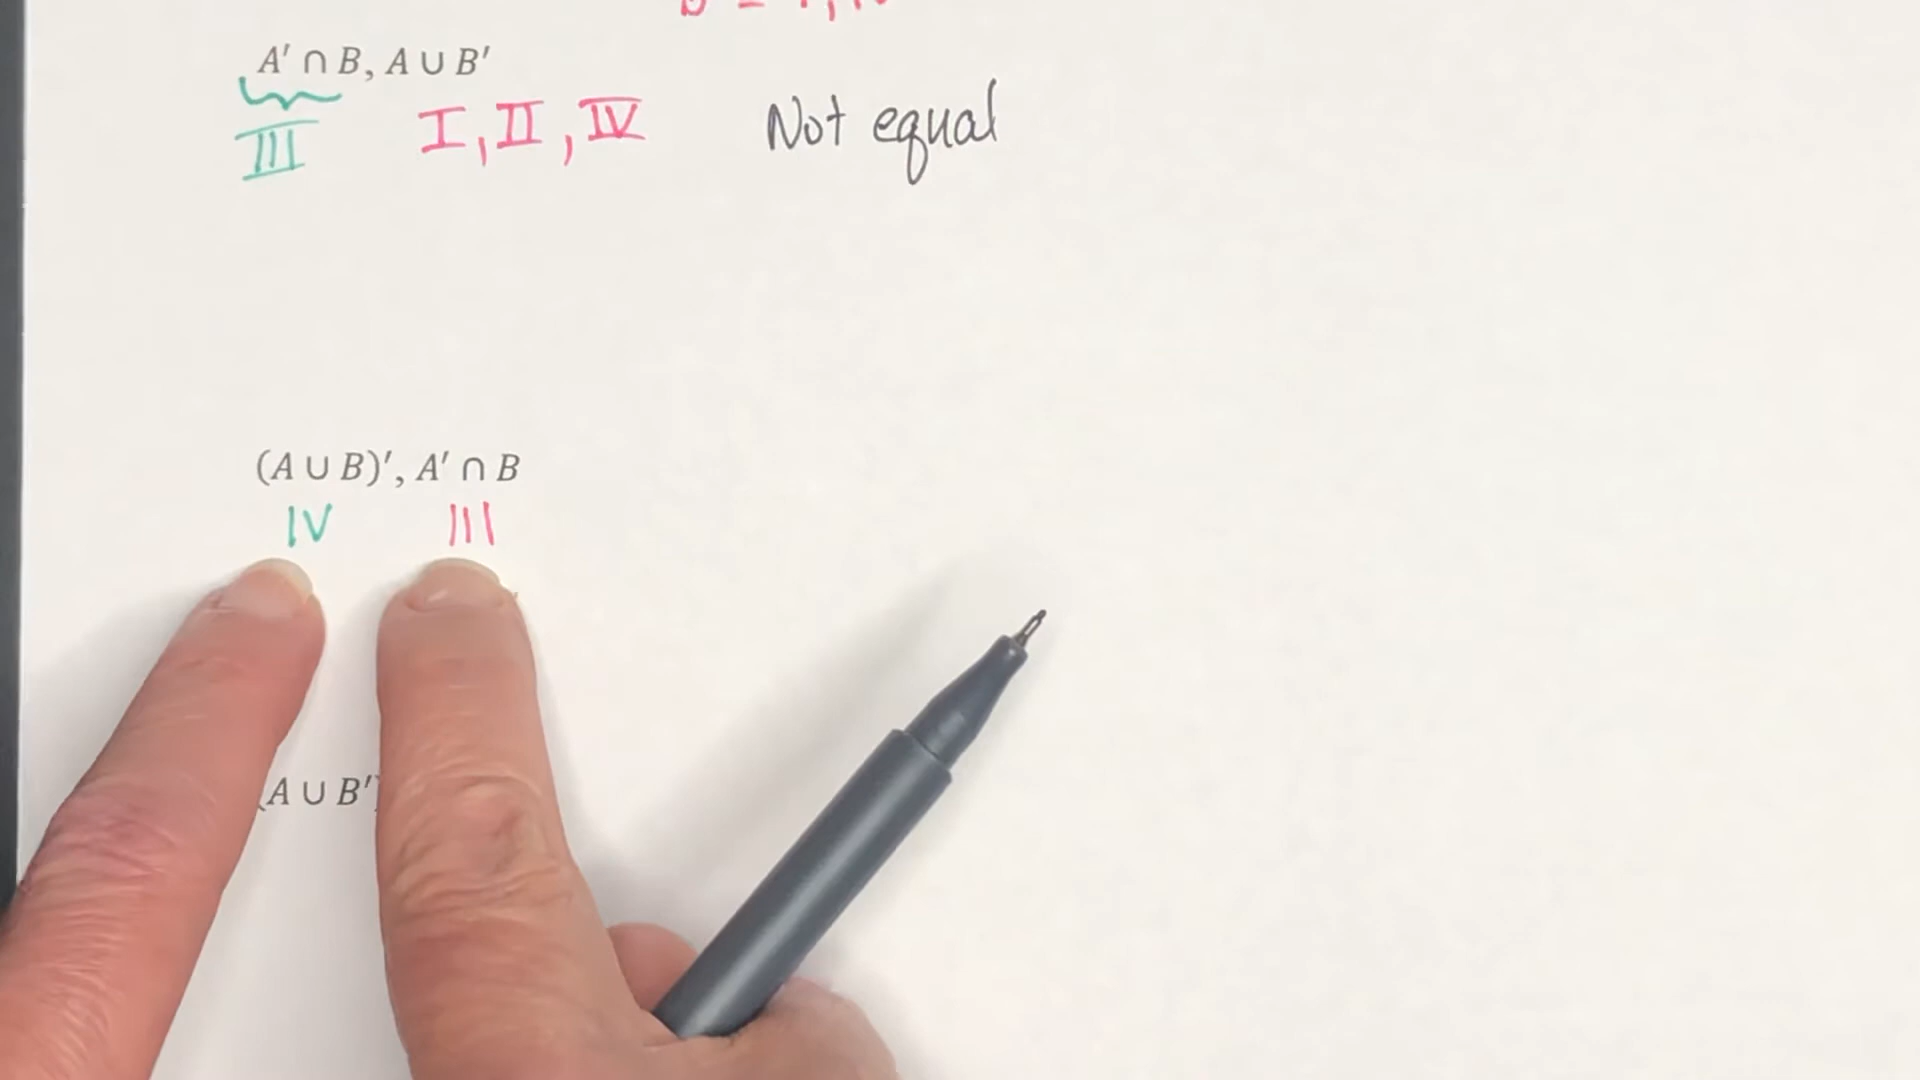 A′ ∩ B, A ∪ B′
III I, II, IV Not equal
(A ∪ B)′, A′ ∩ B
IV III
(A ∪ B′)